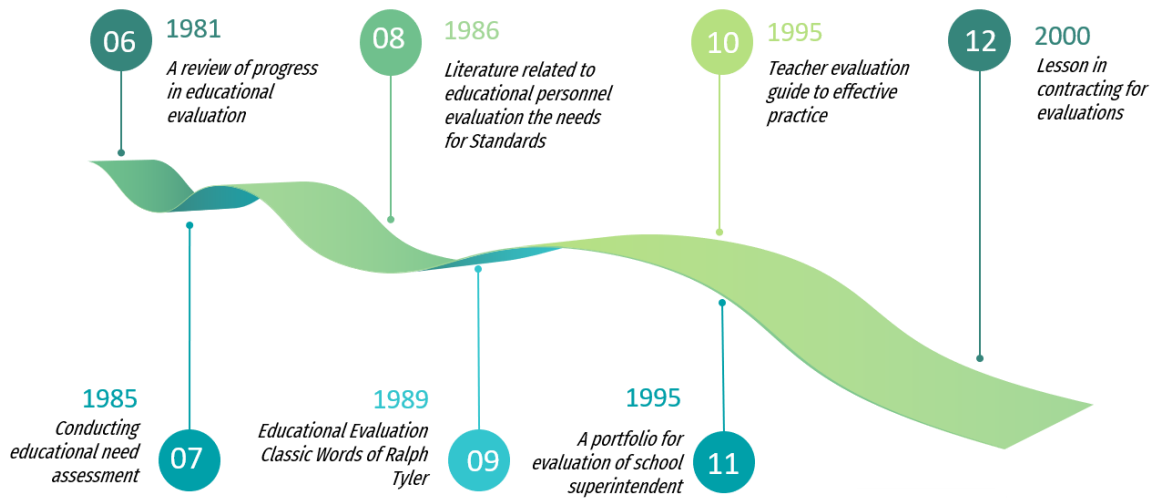 06
1981
A review of progress
in educational
evaluation
08
1986
Literature related to
educational personnel
evaluation the needs
for Standards
10
1995
Teacher evaluation
guide to effective
practice
12
2000
Lesson in
contracting for
evaluations
1985
Conducting
educational need
assessment
07
1989
Educational Evaluation
Classic Words of Ralph
Tyler
09
1995
A portfolio for
evaluation of school
superintendent
11